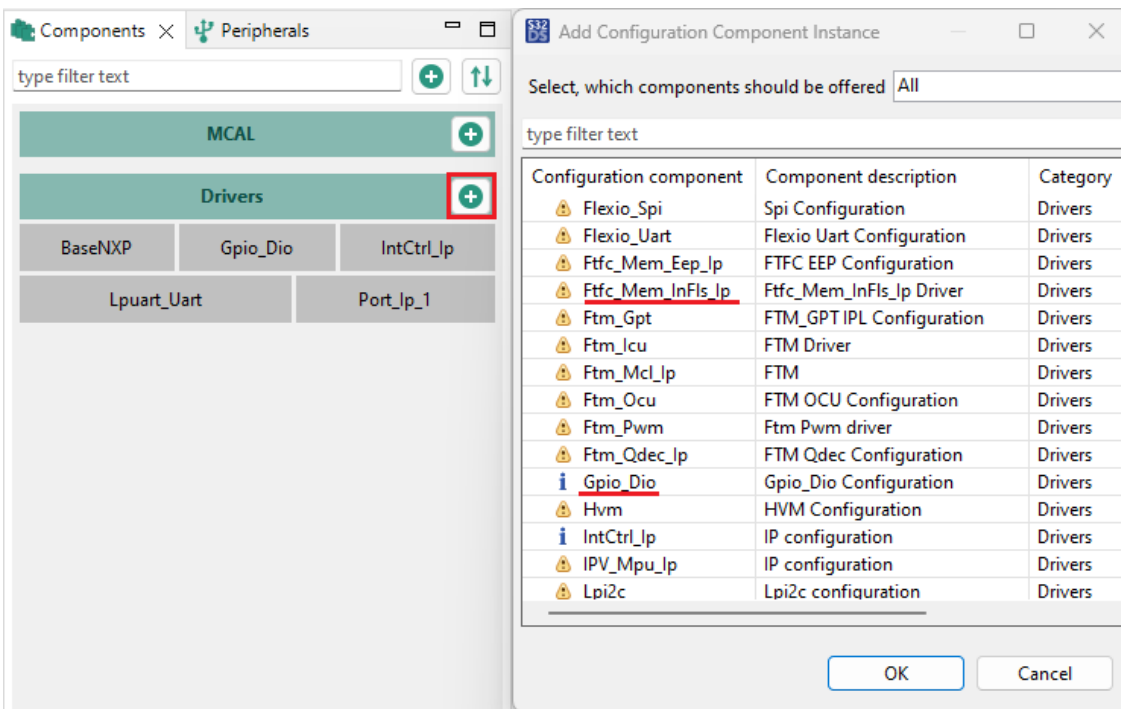 Components Peripherals
type filter text
MCAL
Drivers
BaseNXP Gpio_Dio IntCtrl_Ip
Lpuart_Uart Port_Ip_1
S32 DS Add Configuration Component Instance
Select, which components should be offered All
type filter text
Configuration component Component description Category
Flexio_Spi Spi Configuration Drivers
Flexio_Uart Flexio Uart Configuration Drivers
Ftfc_Mem_Eep_Ip FTFC EEP Configuration Drivers
Ftfc_Mem_InFls_Ip Ftfc_Mem_InFls_Ip Driver Drivers
Ftm_Gpt FTM_GPT IPL Configuration Drivers
Ftm_Icu FTM Driver Drivers
Ftm_Mcl_Ip FTM Drivers
Ftm_Ocu FTM OCU Configuration Drivers
Ftm_Pwm Ftm Pwm driver Drivers
Ftm_Qdec_Ip FTM Qdec Configuration Drivers
Gpio_Dio Gpio_Dio Configuration Drivers
Hvm HVM Configuration Drivers
IntCtrl_Ip IP configuration Drivers
IPV_Mpu_Ip IP configuration Drivers
Lpi2c Lpi2c configuration Drivers
OK Cancel